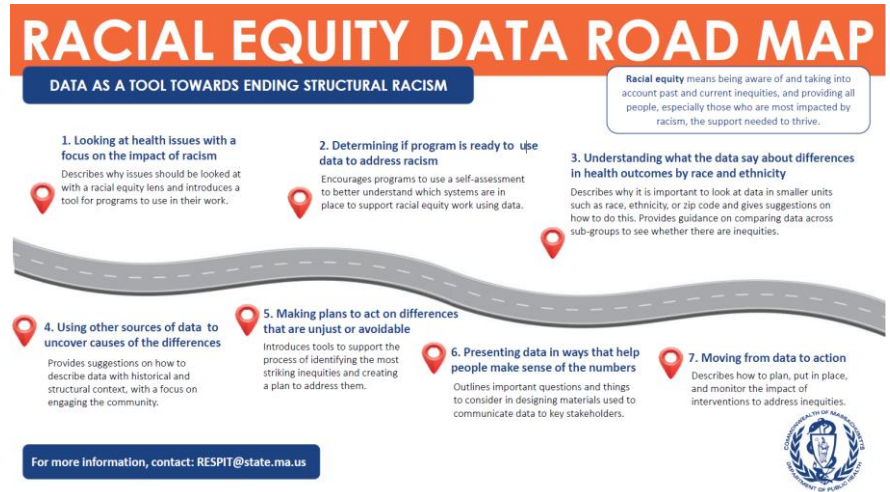 RACIAL EQUITY DATA ROAD MAP
DATA AS A TOOL TOWARDS ENDING STRUCTURAL RACISM
Racial equity means being aware of and taking into
account past and current inequities, and providing all
people, especially those who are most impacted by
racism, the support needed to thrive.
1. Looking at health issues with a
focus on the impact of racism
Describes why issues should be looked at
with a racial equity lens and introduces a
tool for programs to use in their work.
2. Determining if program is ready to use
data to address racism
Encourages programs to use a self-assessment
to better understand which systems are in
place to support racial equity work using data.
3. Understanding what the data say about differences
in health outcomes by race and ethnicity
Describes why it is important to look at data in smaller units
such as race, ethnicity, or zip code and gives suggestions on
how to do this. Provides guidance on comparing data across
sub-groups to see whether there are inequities.
4. Using other sources of data to
uncover causes of the differences
Provides suggestions on how to
describe data with historical and
structural context, with a focus on
engaging the community.
5. Making plans to act on differences
that are unjust or avoidable
Introduces tools to support the
process of identifying the most
striking inequities and creating
a plan to address them.
6. Presenting data in ways that help
people make sense of the numbers
Outlines important questions and things
to consider in designing materials used to
communicate data to key stakeholders.
7. Moving from data to action
Describes how to plan, put in place,
and monitor the impact of
interventions to address inequities.
For more information, contact: RESPIT@state.ma.us
COMMONWEALTH OF MASSACHUSETTS
DEPARTMENT OF PUBLIC HEALTH